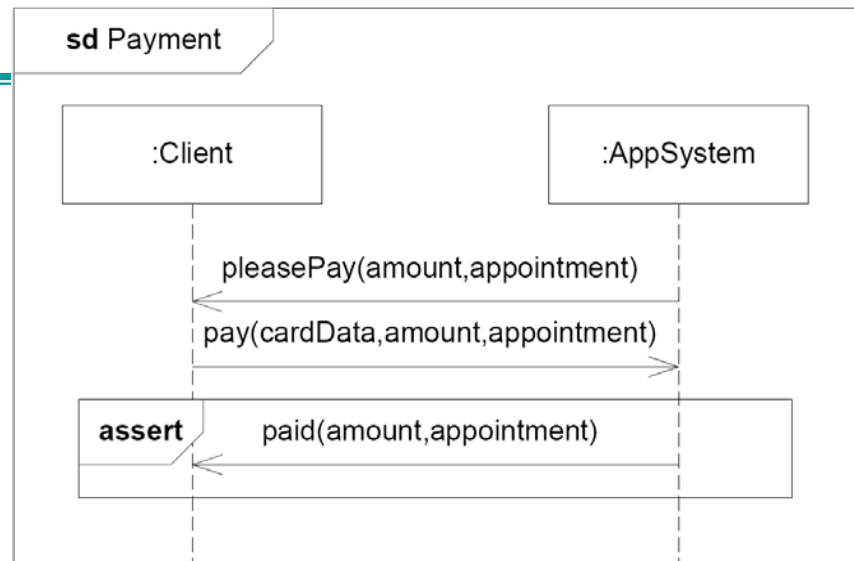 sd Payment
:Client
:AppSystem
pleasePay(amount,appointment)
pay(cardData,amount,appointment)
assert
paid(amount,appointment)